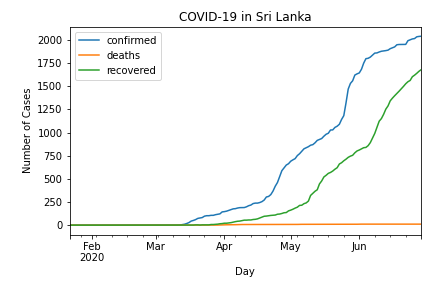 COVID-19 in Sri Lanka
confirmed
deaths
recovered
Number of Cases
2000
1750
1500
1250
1000
750
500
250
0
Feb Mar Apr May Jun
2020
Day